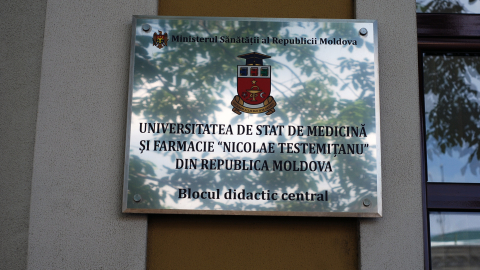 Ministerul Sănătății al Republicii Moldova
UNIVERSITATEA DE STAT DE MEDICINĂ
ȘI FARMACIE "NICOLAE TESTEMIȚANU"
DIN REPUBLICA MOLDOVA
Blocul didactic central